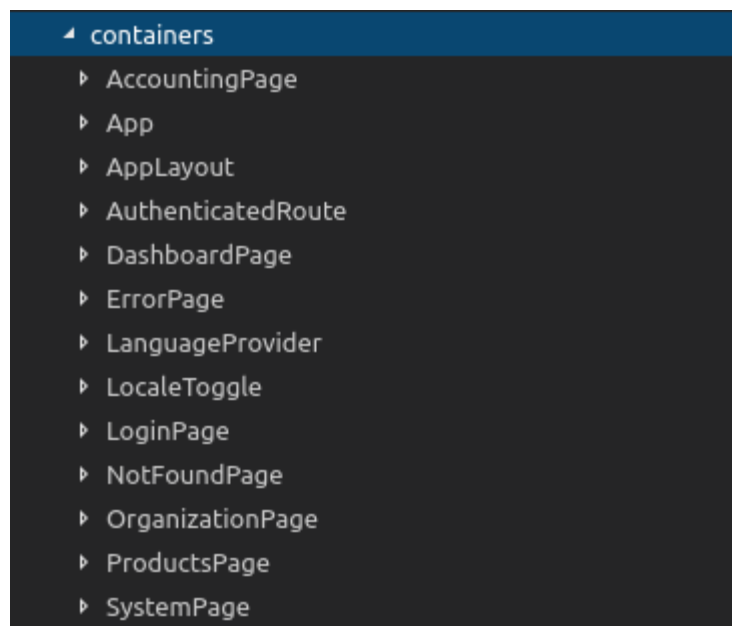 containers
AccountingPage
App
AppLayout
AuthenticatedRoute
DashboardPage
ErrorPage
LanguageProvider
LocaleToggle
LoginPage
NotFoundPage
OrganizationPage
ProductsPage
SystemPage